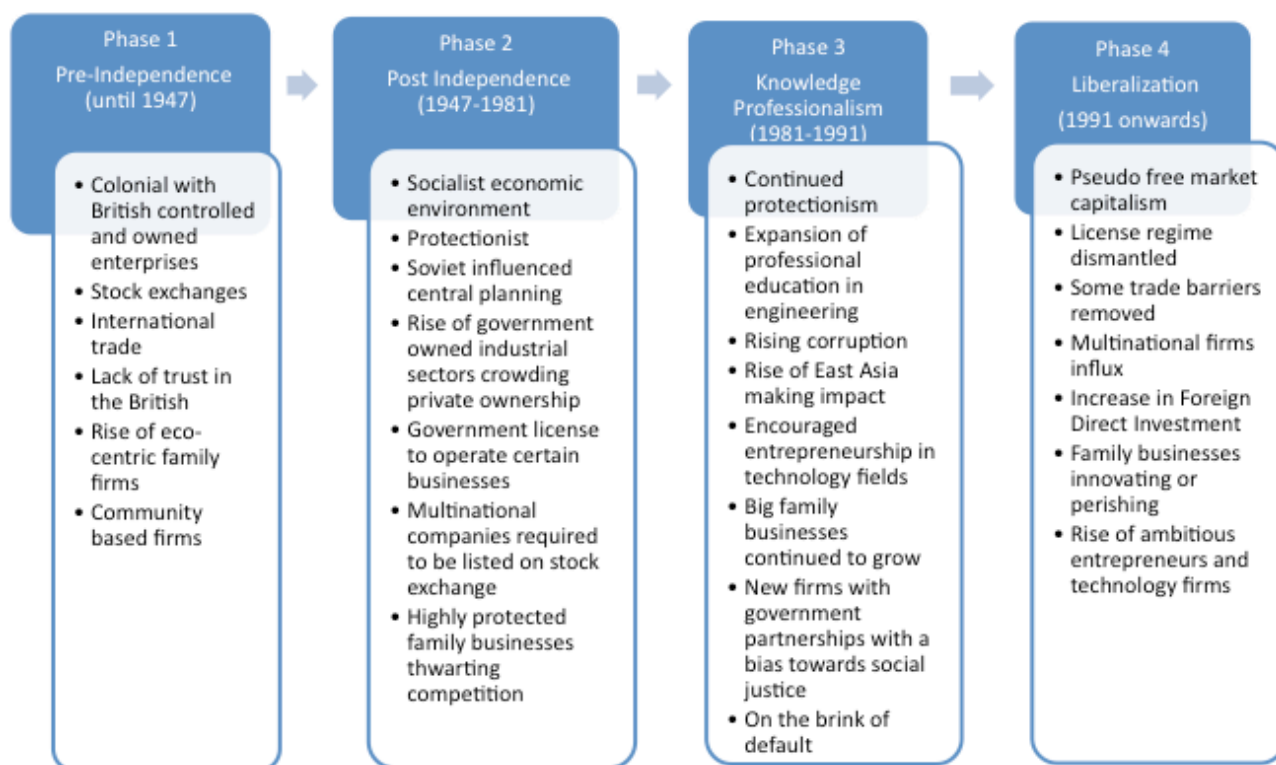 Phase 1
Pre-Independence
(until 1947)
• Colonial with
British controlled
and owned
enterprises
• Stock exchanges
• International
trade
• Lack of trust in
the British
• Rise of eco-
centric family
firms
• Community
based firms
Phase 2
Post Independence
(1947-1981)
• Socialist economic
environment
• Protectionist
• Soviet influenced
central planning
• Rise of government
owned industrial
sectors crowding
private ownership
• Government license
to operate certain
businesses
• Multinational
companies required
to be listed on stock
exchange
• Highly protected
family businesses
thwarting
competition
Phase 3
Knowledge
Professionalism
(1981-1991)
• Continued
protectionism
• Expansion of
professional
education in
engineering
• Rising corruption
• Rise of East Asia
making impact
• Encouraged
entrepreneurship in
technology fields
• Big family
businesses
continued to grow
• New firms with
government
partnerships with a
bias towards social
justice
• On the brink of
default
Phase 4
Liberalization
(1991 onwards)
• Pseudo free market
capitalism
• License regime
dismantled
• Some trade barriers
removed
• Multinational firms
influx
• Increase in Foreign
Direct Investment
• Family businesses
innovating or
perishing
• Rise of ambitious
entrepreneurs and
technology firms